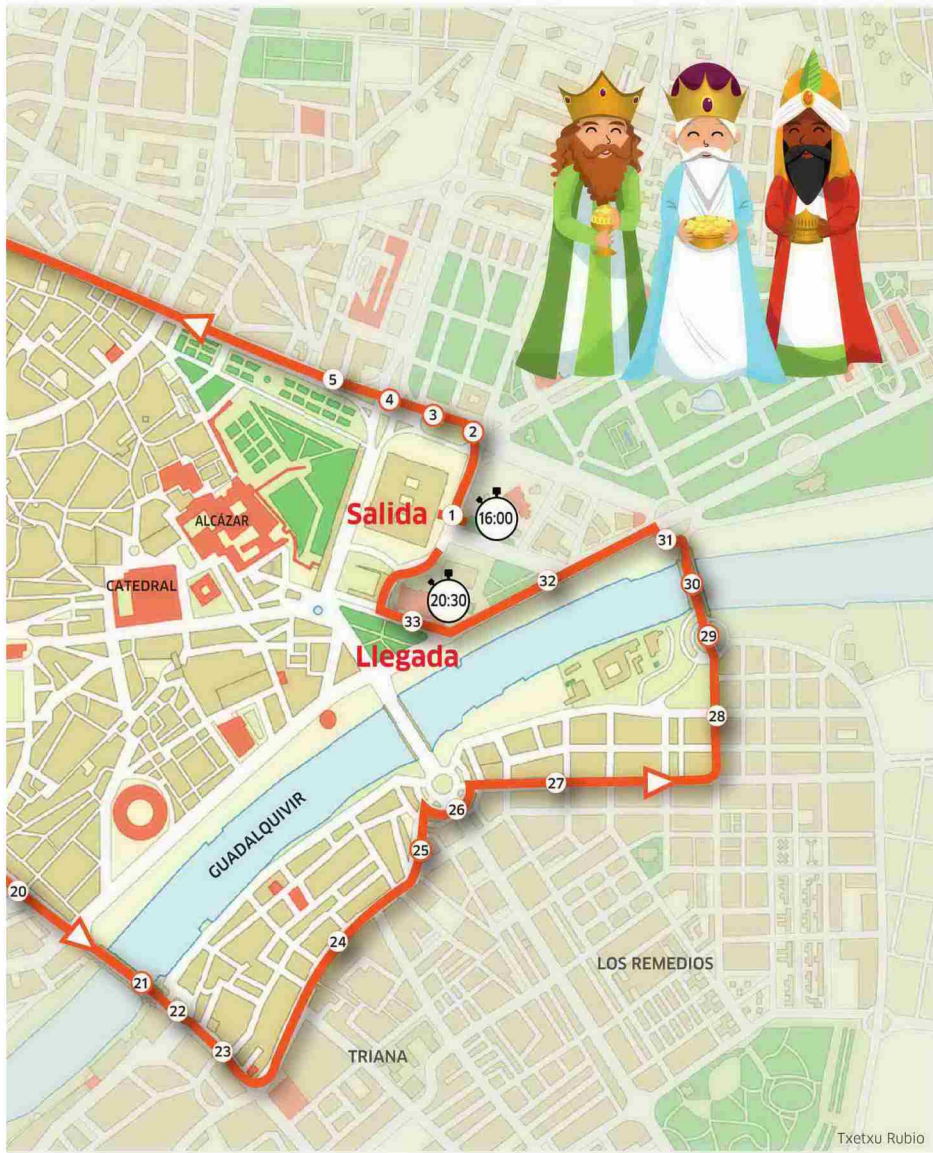 5
4
3
2
Salida
1
16:00
ALCÁZAR
31
CATEDRAL
32
30
20:30
33
29
Llegada
28
27
GUADALQUIVIR
26
25
20
24
LOS REMEDIOS
21
22
23
TRIANA
Txetxu Rubio